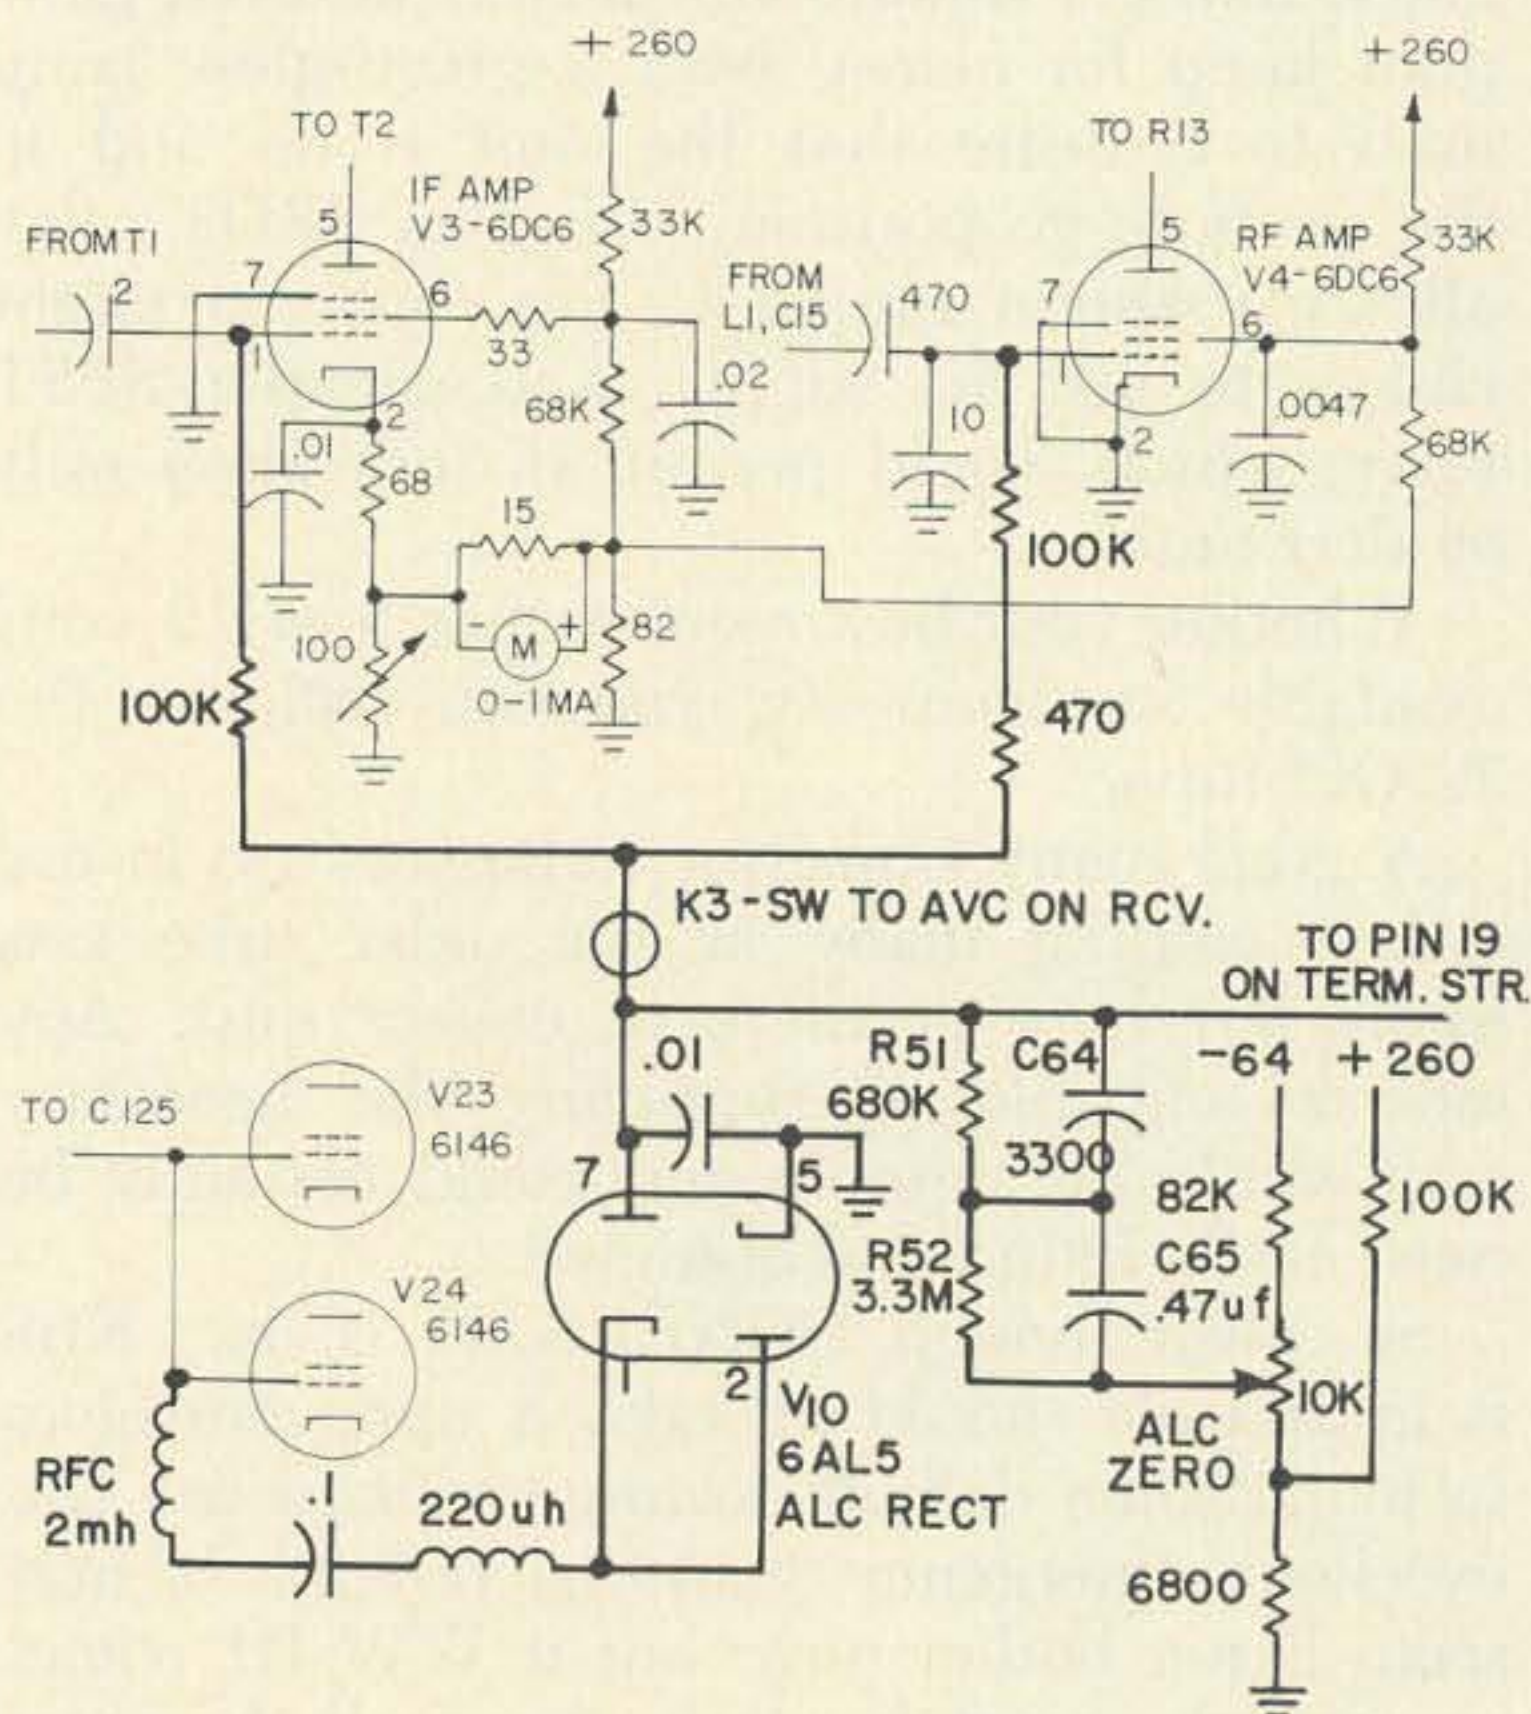 + 260
+ 260
TO T2
TO R13
IF AMP
V3-6DC6
5
33K
5
RF AMP
V4-6DC6
33K
FROM T1
2
7
6
33
FROM
L1, C15
470
7
6
1
.02
68K
1
10
.0047
68K
.01
2
68
2
15
100K
100
-
+
M
82
0-1MA
100K
470
K3-SW TO AVC ON RCV.
TO PIN 19
ON TERM. STR.
TO C 125
V23
6146
.01
R51
680K
C64
3300
-64
+ 260
7
5
82K
100K
R52
3.3M
C65
.47uf
V24
6146
1
2
V10
6AL5
ALC RECT
10K
ALC
ZERO
RFC
2mh
.1
220uh
6800